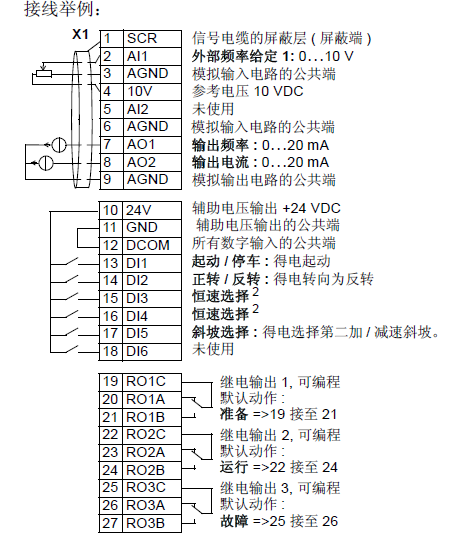 接线举例：
X1
1 SCR 信号电缆的屏蔽层 ( 屏蔽端 )
2 AI1 外部频率给定 1: 0…10 V
3 AGND 模拟输入电路的公共端
4 10V 参考电压 10 VDC
5 AI2 未使用
6 AGND 模拟输入电路的公共端
7 AO1 输出频率 : 0…20 mA
8 AO2 输出电流 : 0…20 mA
9 AGND 模拟输出电路的公共端
10 24V 辅助电压输出 +24 VDC
11 GND 辅助电压输出的公共端
12 DCOM 所有数字输入的公共端
13 DI1 起动 / 停车 : 得电起动
14 DI2 正转 / 反转 : 得电转向为反转
15 DI3 恒速选择 2
16 DI4 恒速选择 2
17 DI5 斜坡选择 : 得电选择第二加 / 减速斜坡。
18 DI6 未使用
19 RO1C 继电输出 1, 可编程
20 RO1A 默认动作 :
21 RO1B 准备 =>19 接至 21
22 RO2C 继电输出 2, 可编程
23 RO2A 默认动作 :
24 RO2B 运行 =>22 接至 24
25 RO3C 继电输出 3, 可编程
26 RO3A 默认动作 :
27 RO3B 故障 =>25 接至 26